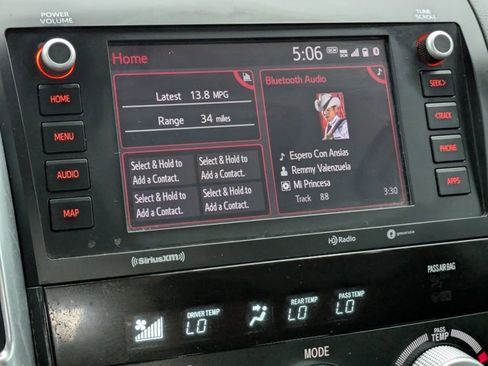 POWER
VOLUME
TUNE
SCROLL
Home
5:06
DCM
DCM
Latest 13.8 MPG
Range 34 miles
Bluetooth Audio
Select & Hold to
Add a Contact.
Select & Hold to
Add a Contact.
Select & Hold to
Add a Contact.
Select & Hold to
Add a Contact.
Espero Con Ansias
Remmy Valenzuela
Mi Princesa
Track 88
3:30
HOME
MENU
AUDIO
MAP
SEEK>
<TRACK
PHONE
APPS
((SiriusXM))
HD Radio
PASS AIR BAG
DRIVER TEMP
LO
REAR TEMP
LO
PASS TEMP
LO
MODE
PASS
TEMP